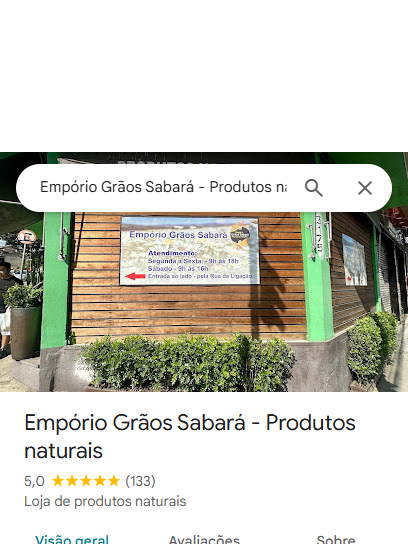 PRODUTOS
Empório Grãos Sabará - Produtos na
Empório Grãos Sabará
Atendimento:
Segunda a Sexta: - 9h às 18h
Sábado - 9h às 16h
Entrada ao lado - pela Rua da Ligação
Empório Grãos Sabará - Produtos
naturais
5,0 (133)
Loja de produtos naturais
Visão geral Avaliações Sobre